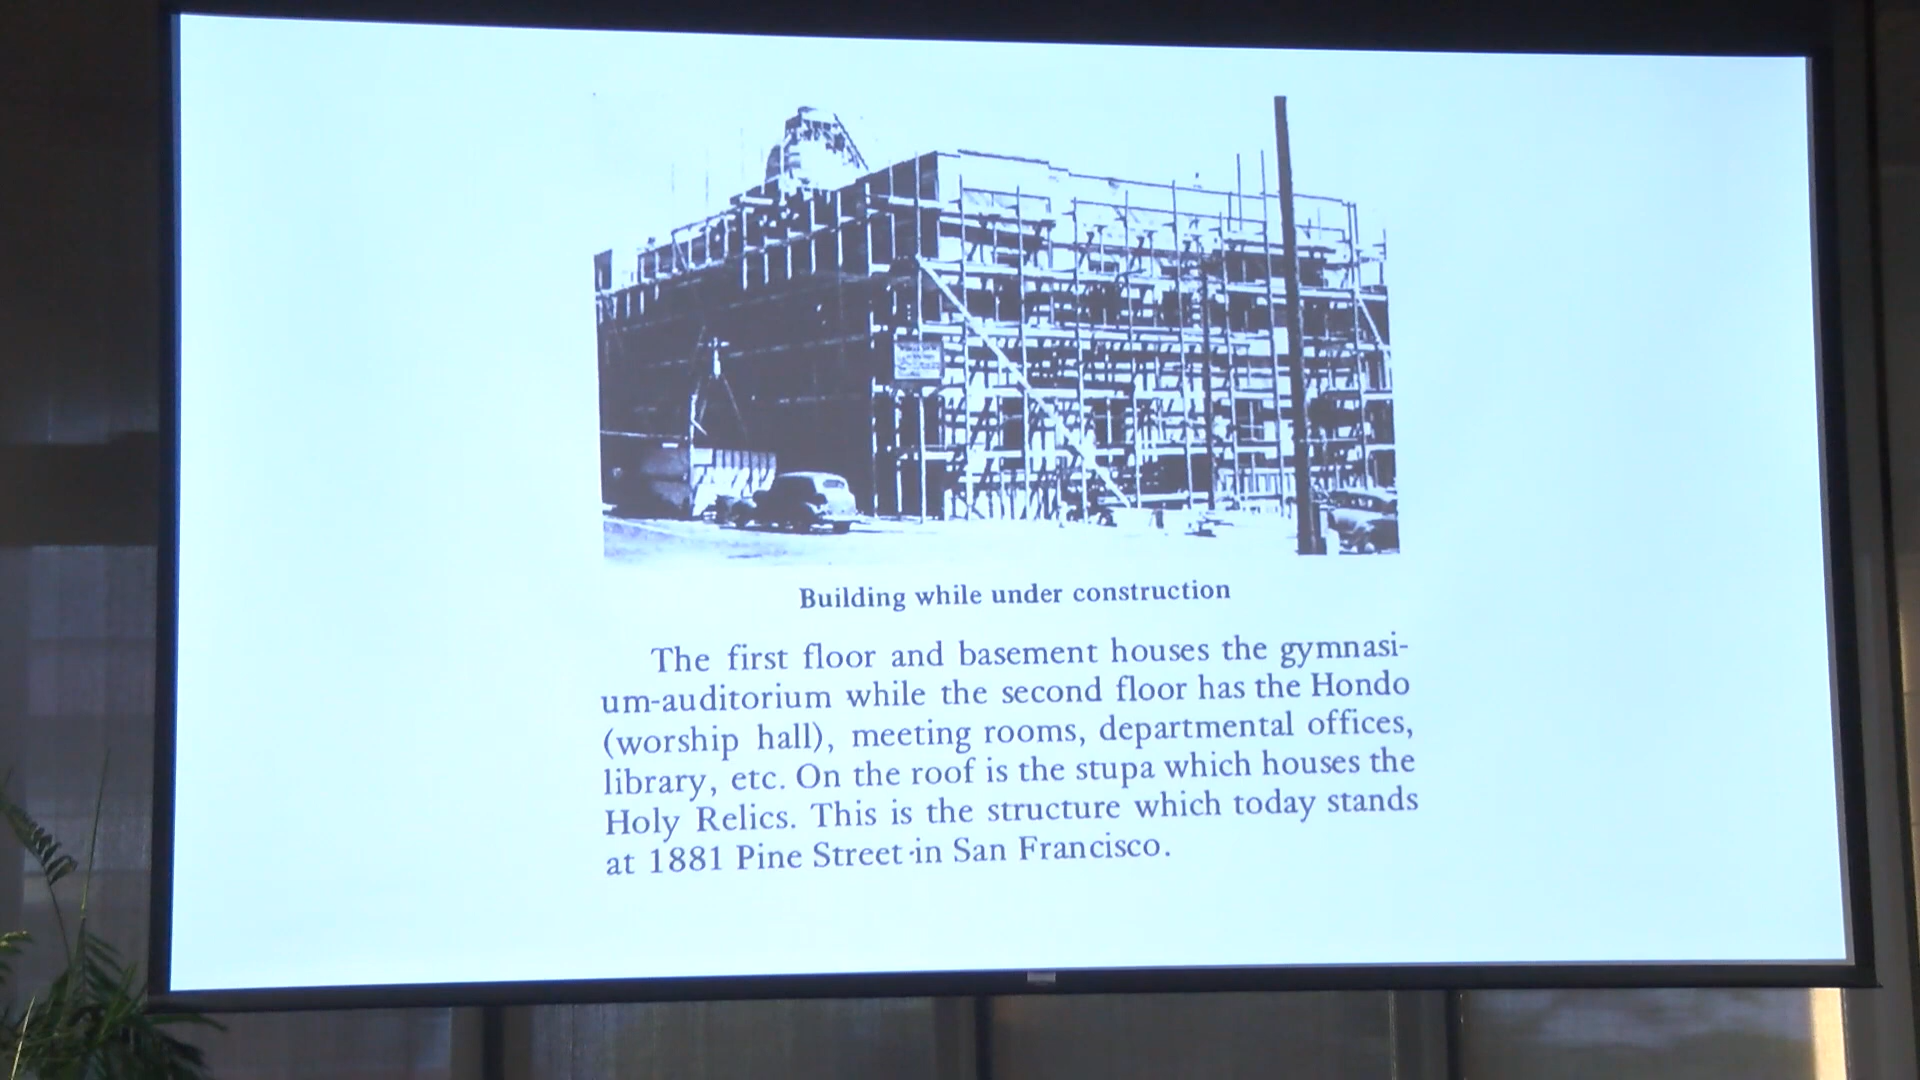 Building while under construction
The first floor and basement houses the gymnasi-
um-auditorium while the second floor has the Hondo
(worship hall), meeting rooms, departmental offices,
library, etc. On the roof is the stupa which houses the
Holy Relics. This is the structure which today stands
at 1881 Pine Street in San Francisco.